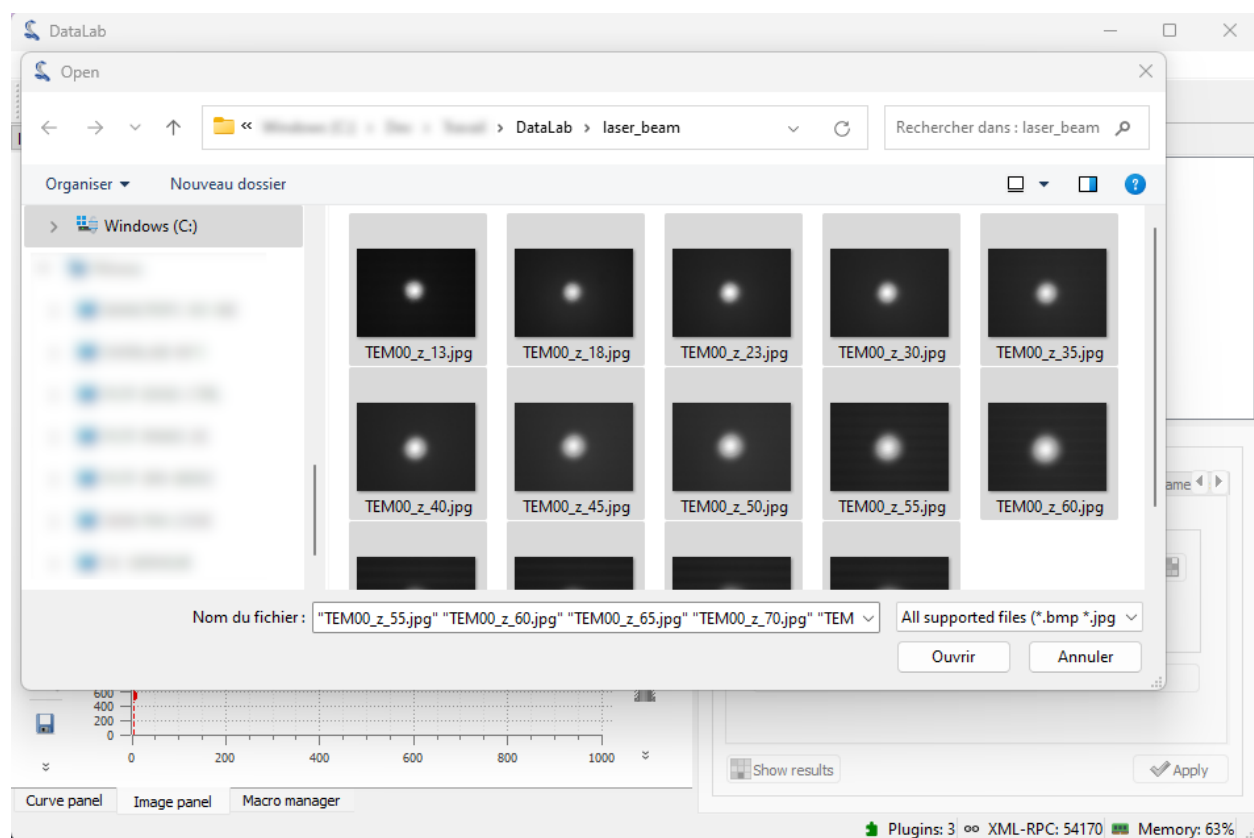 DataLab
Open
« DataLab > laser_beam
Rechercher dans : laser_beam
Organiser
Nouveau dossier
Windows (C:)
TEM00_z_13.jpg TEM00_z_18.jpg TEM00_z_23.jpg TEM00_z_30.jpg TEM00_z_35.jpg
TEM00_z_40.jpg TEM00_z_45.jpg TEM00_z_50.jpg TEM00_z_55.jpg TEM00_z_60.jpg
ame
Nom du fichier : "TEM00_z_55.jpg" "TEM00_z_60.jpg" "TEM00_z_65.jpg" "TEM00_z_70.jpg" "TEM
All supported files (*.bmp *.jpg
Ouvrir Annuler
600
400
200
0
0 200 400 600 800 1000
Show results
Apply
Curve panel Image panel Macro manager
Plugins: 3 XML-RPC: 54170 Memory: 63%